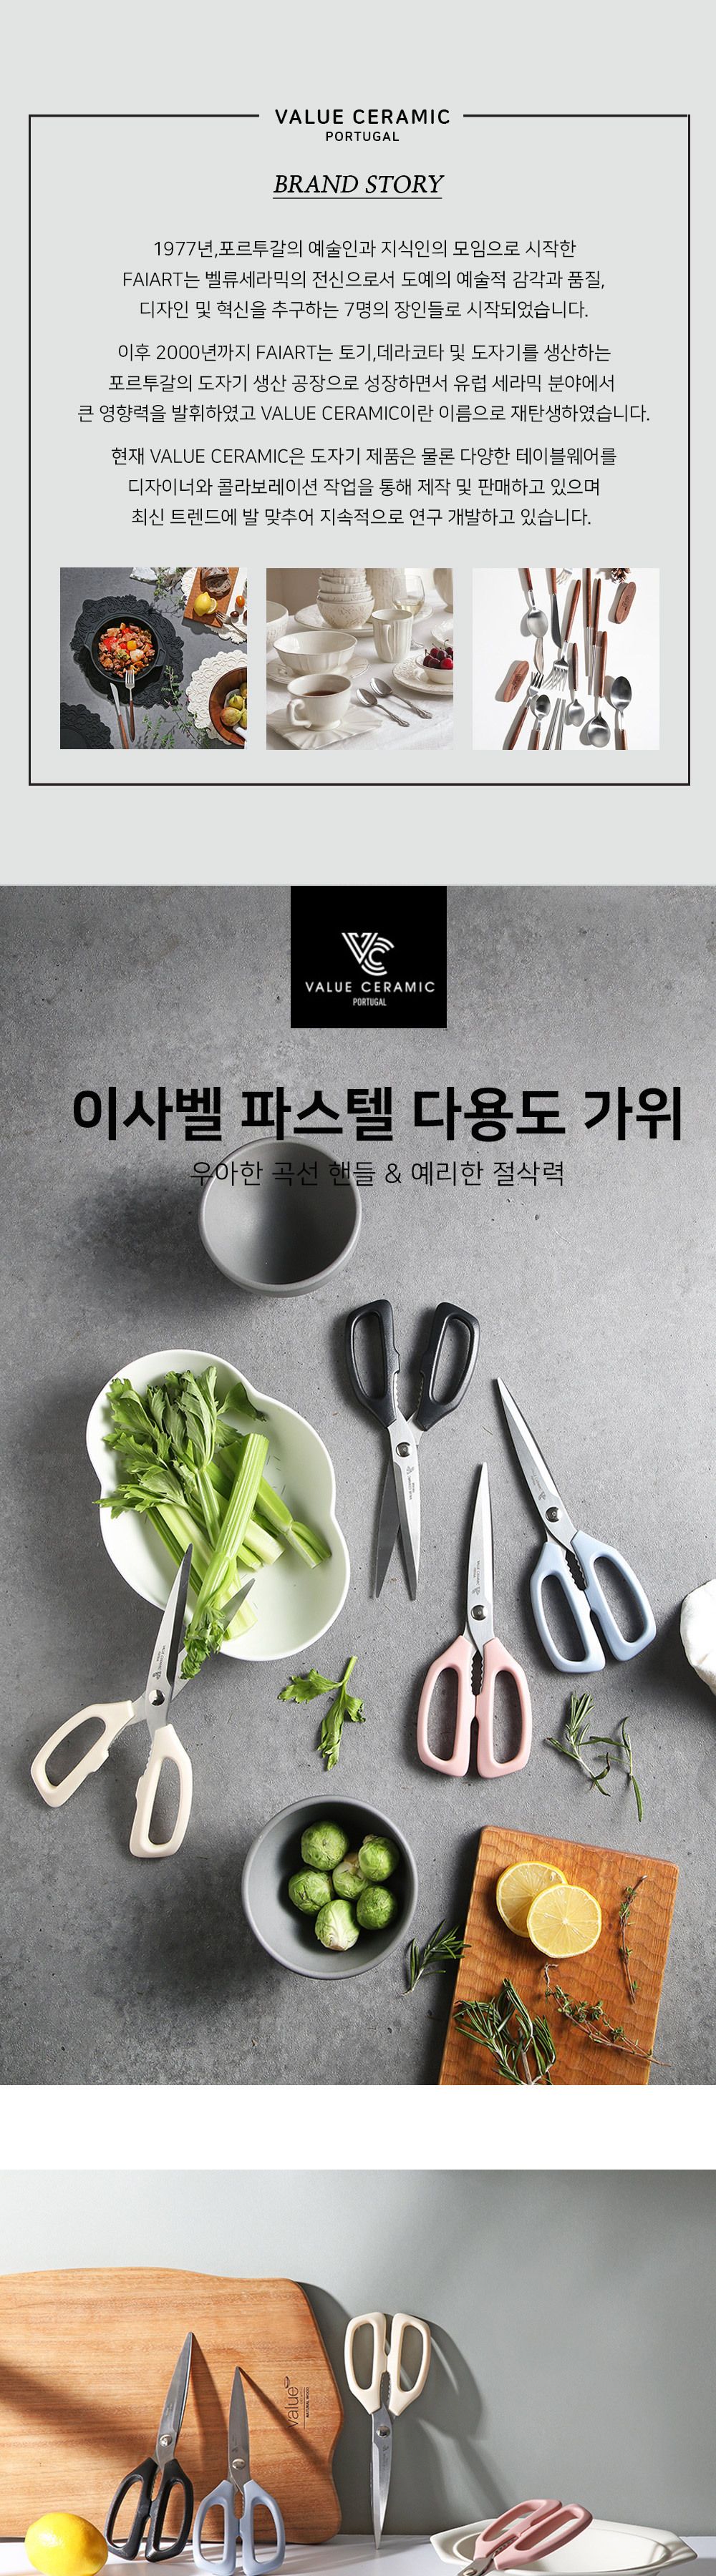 VALUE CERAMIC
PORTUGAL
BRAND STORY
1977년,포르투갈의 예술인과 지식인의 모임으로 시작한
FAIART는 벨류세라믹의 전신으로서 도예의 예술적 감각과 품질,
디자인 및 혁신을 추구하는 7명의 장인들로 시작되었습니다.
이후 2000년까지 FAIART는 토기,데라코타 및 도자기를 생산하는
포르투갈의 도자기 생산 공장으로 성장하면서 유럽 세라믹 분야에서
큰 영향력을 발휘하였고 VALUE CERAMIC이란 이름으로 재탄생하였습니다.
현재 VALUE CERAMIC은 도자기 제품은 물론 다양한 테이블웨어를
디자이너와 콜라보레이션 작업을 통해 제작 및 판매하고 있으며
최신 트렌드에 발 맞추어 지속적으로 연구 개발하고 있습니다.
VC
VALUE CERAMIC
PORTUGAL
이사벨 파스텔 다용도 가위
우아한 곡선 핸들 & 예리한 절삭력
value